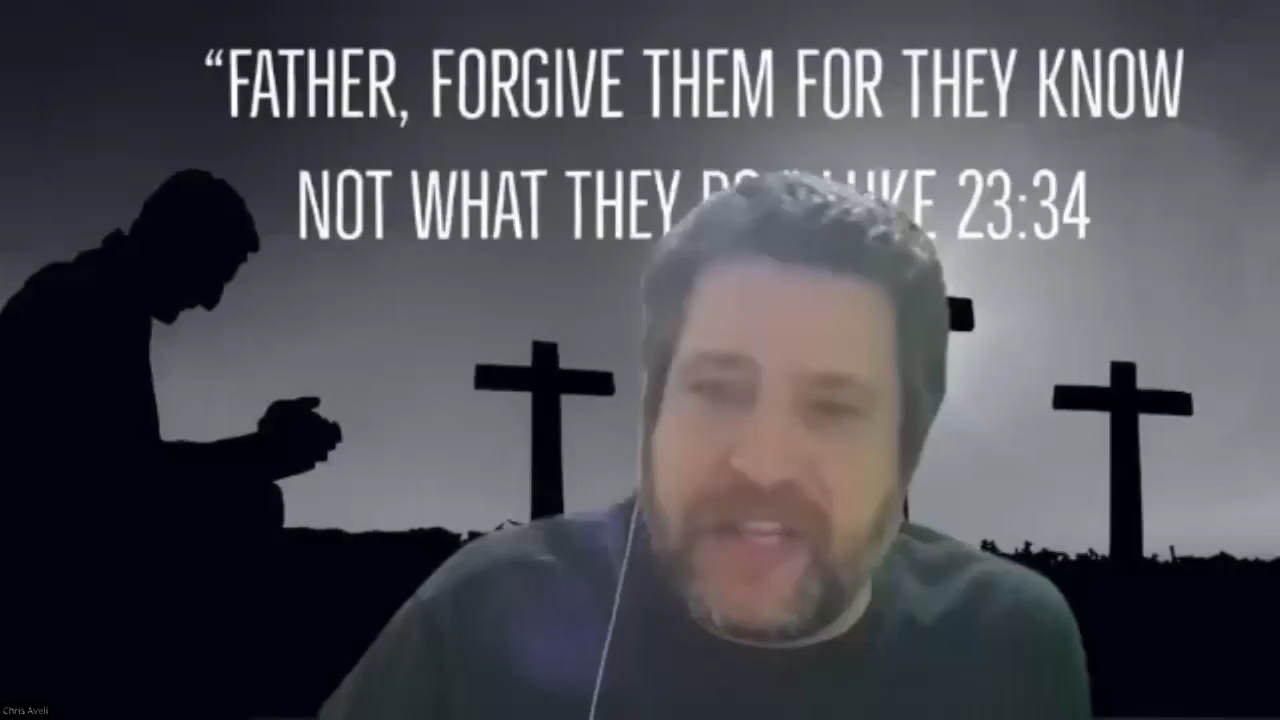 “FATHER, FORGIVE THEM FOR THEY KNOW
NOT WHAT THEY 23:34
Chris Aveli